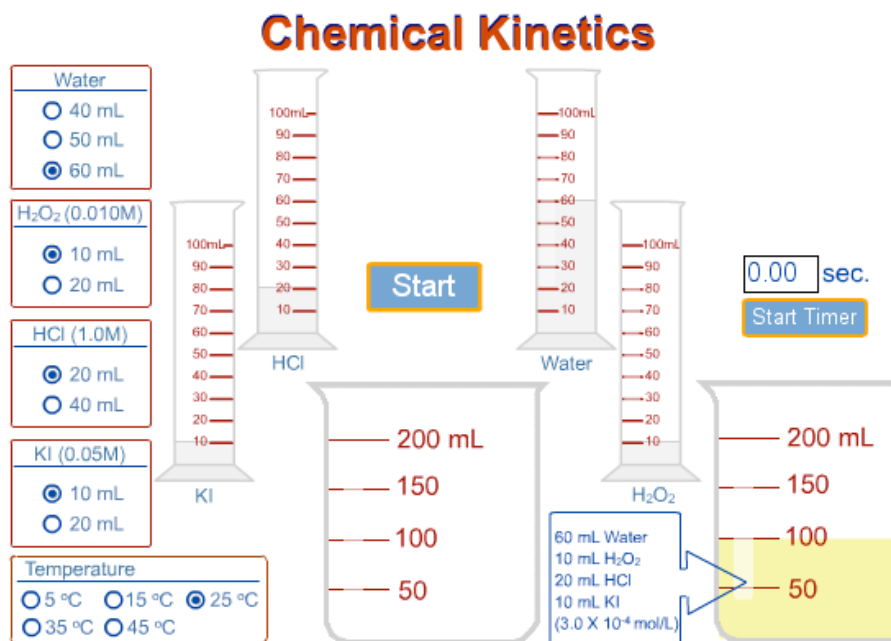 Chemical Kinetics
Water
40 mL
50 mL
60 mL
H₂O₂ (0.010M)
10 mL
20 mL
HCl (1.0M)
20 mL
40 mL
KI (0.05M)
10 mL
20 mL
Temperature
5 ºC 15 ºC 25 ºC
35 ºC 45 ºC
100mL
90
80
70
60
50
40
30
20
10
KI
100mL
90
80
70
60
50
40
30
20
10
HCl
Start
100mL
90
80
70
60
50
40
30
20
10
Water
100mL
90
80
70
60
50
40
30
20
10
H₂O₂
0.00 sec.
Start Timer
200 mL
150
100
50
60 mL Water
10 mL H₂O₂
20 mL HCl
10 mL KI
(3.0 X 10⁻⁴ mol/L)
200 mL
150
100
50